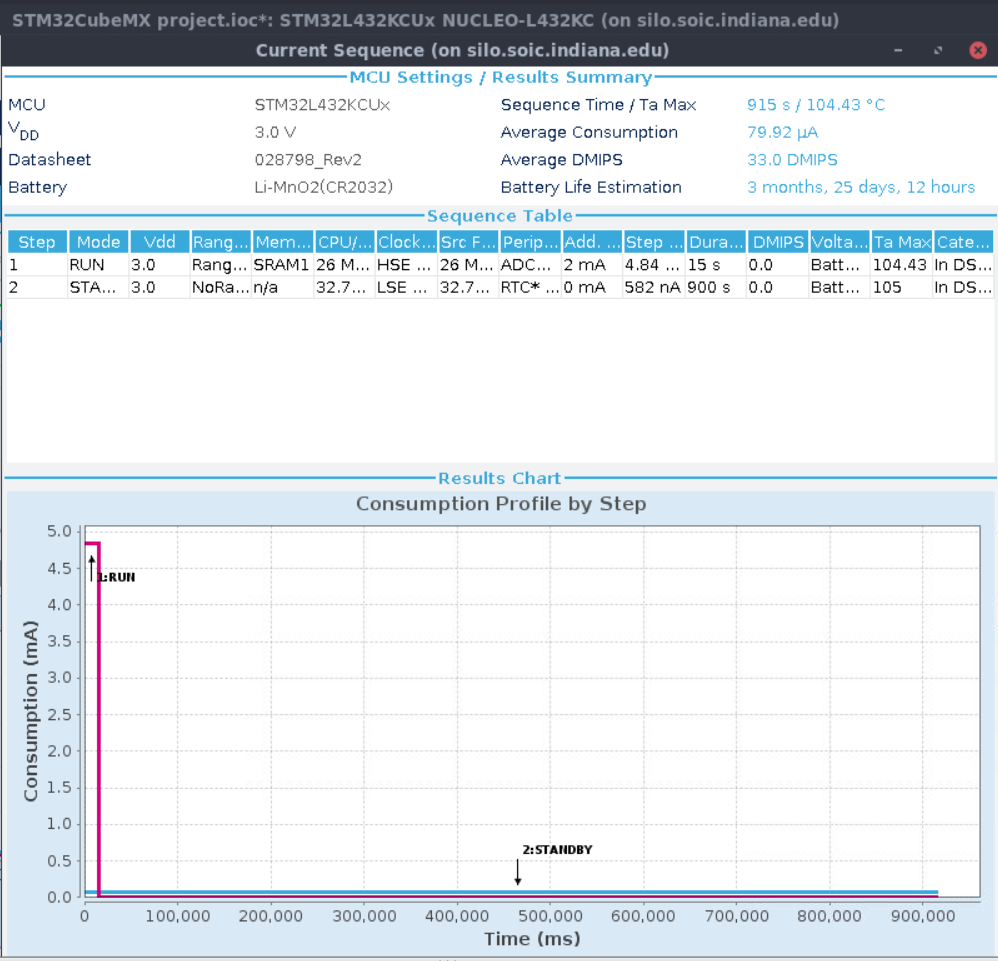 STM32CubeMX project.ioc*: STM32L432KCUx NUCLEO-L432KC (on silo.soic.indiana.edu)
Current Sequence (on silo.soic.indiana.edu)
MCU Settings / Results Summary
MCU STM32L432KCUx Sequence Time / Ta Max 915 s / 104.43 °C
VDD 3.0 V Average Consumption 79.92 µA
Datasheet 028798_Rev2 Average DMIPS 33.0 DMIPS
Battery Li-MnO2(CR2032) Battery Life Estimation 3 months, 25 days, 12 hours
Sequence Table
Step Mode Vdd Rang... Mem... CPU/... Clock... Src F... Perip... Add. ... Step ... Dura... DMIPS Volta... Ta Max Cate...
1 RUN 3.0 Rang... SRAM1 26 M... HSE ... 26 M... ADC... 2 mA 4.84 ... 15 s 0.0 Batt... 104.43 In DS...
2 STA... 3.0 NoRa... n/a 32.7... LSE ... 32.7... RTC* ... 0 mA 582 nA 900 s 0.0 Batt... 105 In DS...
Results Chart
Consumption Profile by Step
Consumption (mA)
5.0
4.5
1:RUN
4.0
3.5
3.0
2.5
2.0
1.5
1.0
2:STANDBY
0.5
0.0
0 100,000 200,000 300,000 400,000 500,000 600,000 700,000 800,000 900,000
Time (ms)